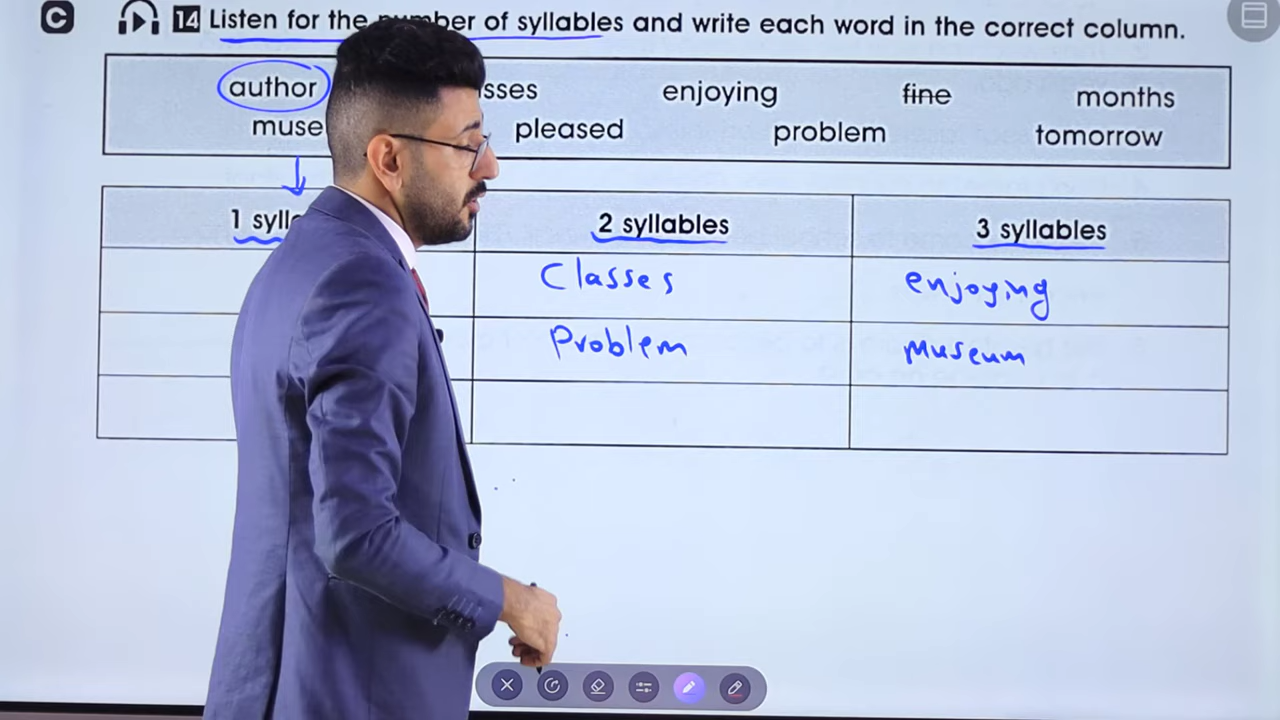 C 14 Listen for the number of syllables and write each word in the correct column.
author sses enjoying fine months
muse pleased problem tomorrow
1 sylla 2 syllables 3 syllables
Classes enjoying
Problem Museum